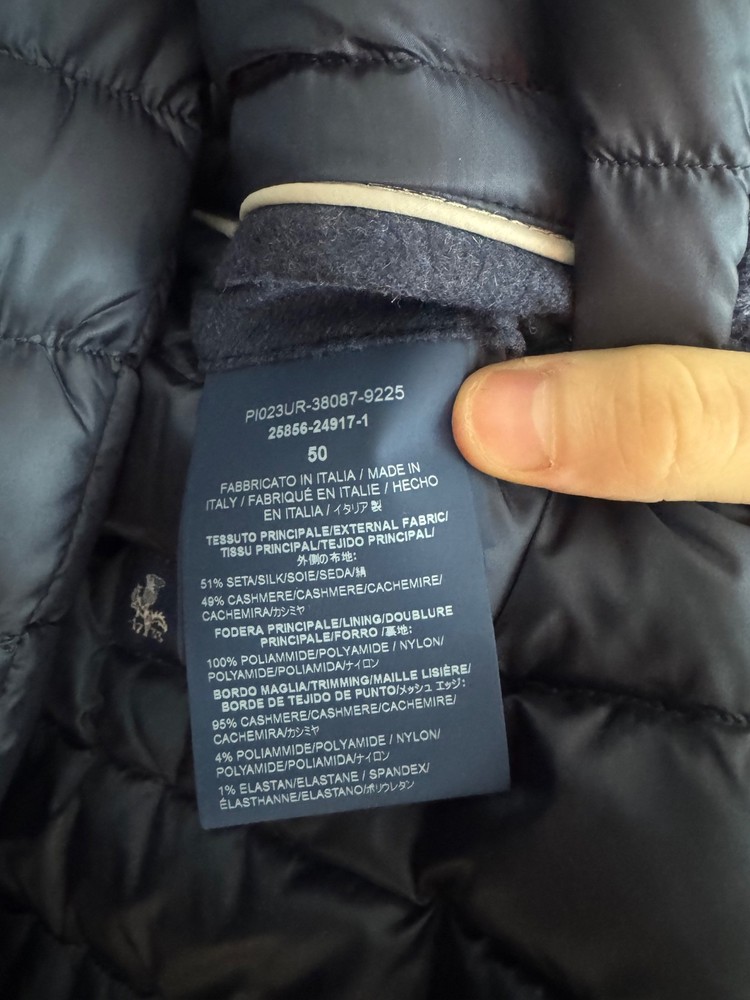 PI023UR-38087-9225
25856-24917-1
50
FABBRICATO IN ITALIA / MADE IN
ITALY / FABRIQUÉ EN ITALIE / HECHO
EN ITALIA / イタリア製
TESSUTO PRINCIPALE/EXTERNAL FABRIC/
TISSU PRINCIPAL/TEJIDO PRINCIPAL/
外側の布地:
51% SETA/SILK/SOIE/SEDA/絹
49% CASHMERE/CASHMERE/CACHEMIRE/
CACHEMIRA/カシミヤ
FODERA PRINCIPALE/LINING/DOUBLURE
PRINCIPALE/FORRO /裏地:
100% POLIAMMIDE/POLYAMIDE / NYLON/
POLYAMIDE/POLIAMIDA/ナイロン
BORDO MAGLIA/TRIMMING/MAILLE LISIÈRE/
BORDE DE TEJIDO DE PUNTO/メッシュ エッジ:
95% CASHMERE/CASHMERE/CACHEMIRE/
CACHEMIRA/カシミヤ
4% POLIAMMIDE/POLYAMIDE / NYLON/
POLYAMIDE/POLIAMIDA/ナイロン
1% ELASTAN/ELASTANE / SPANDEX/
ÉLASTHANNE/ELASTANO/ポリウレタン